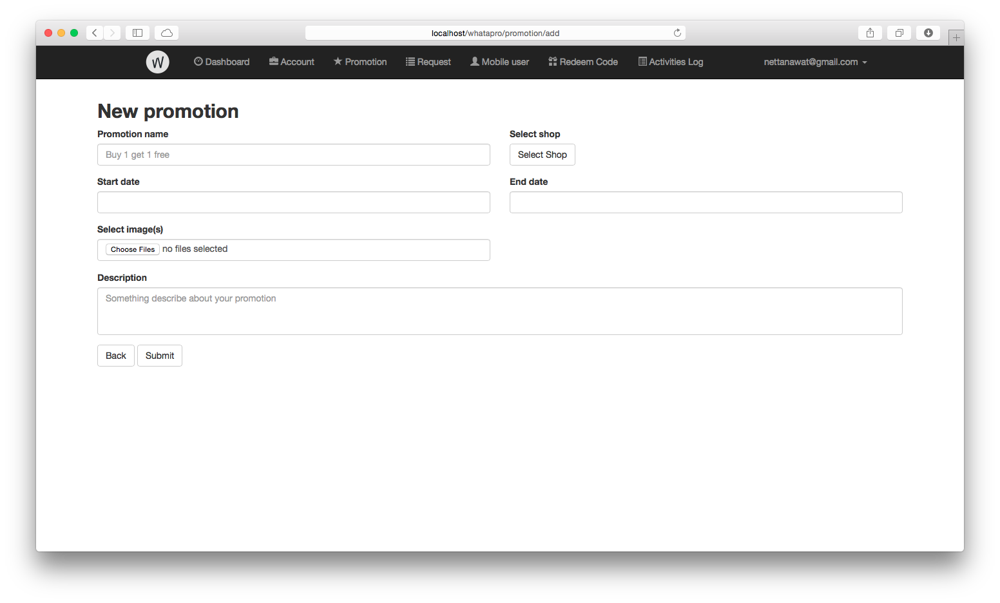 localhost/whatapro/promotion/add
W Dashboard Account Promotion Request Mobile user Redeem Code Activities Log nettanawat@gmail.com
New promotion
Promotion name Select shop
Buy 1 get 1 free Select Shop
Start date End date
Select image(s)
Choose Files no files selected
Description
Something describe about your promotion
Back Submit